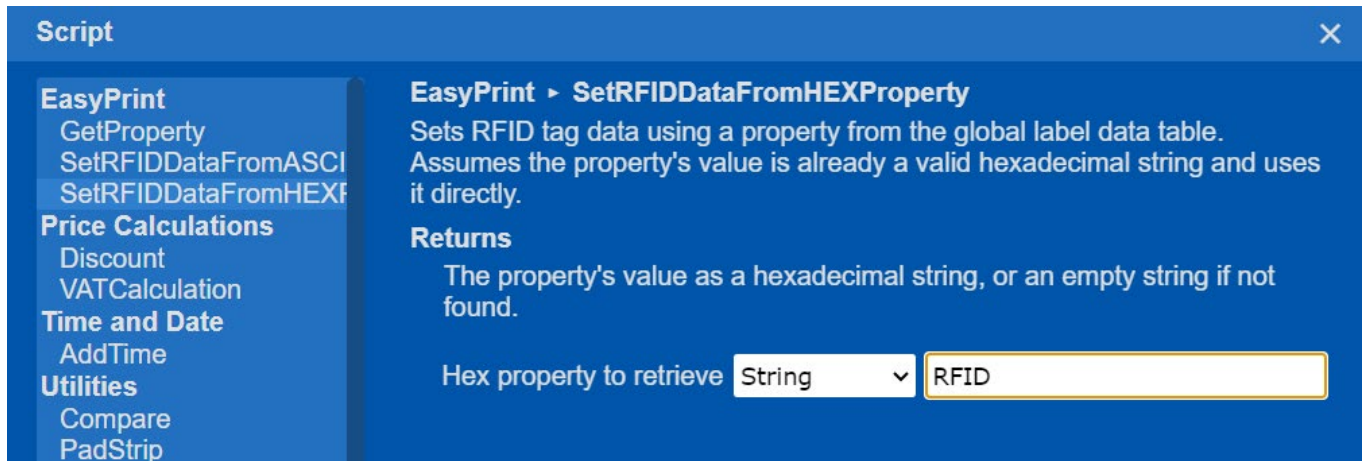 Script
EasyPrint
GetProperty
SetRFIDDataFromASCI
SetRFIDDataFromHEXF
Price Calculations
Discount
VATCalculation
Time and Date
AddTime
Utilities
Compare
PadStrip
EasyPrint ▸ SetRFIDDataFromHEXProperty
Sets RFID tag data using a property from the global label data table.
Assumes the property's value is already a valid hexadecimal string and uses
it directly.
Returns
The property's value as a hexadecimal string, or an empty string if not
found.
Hex property to retrieve String RFID